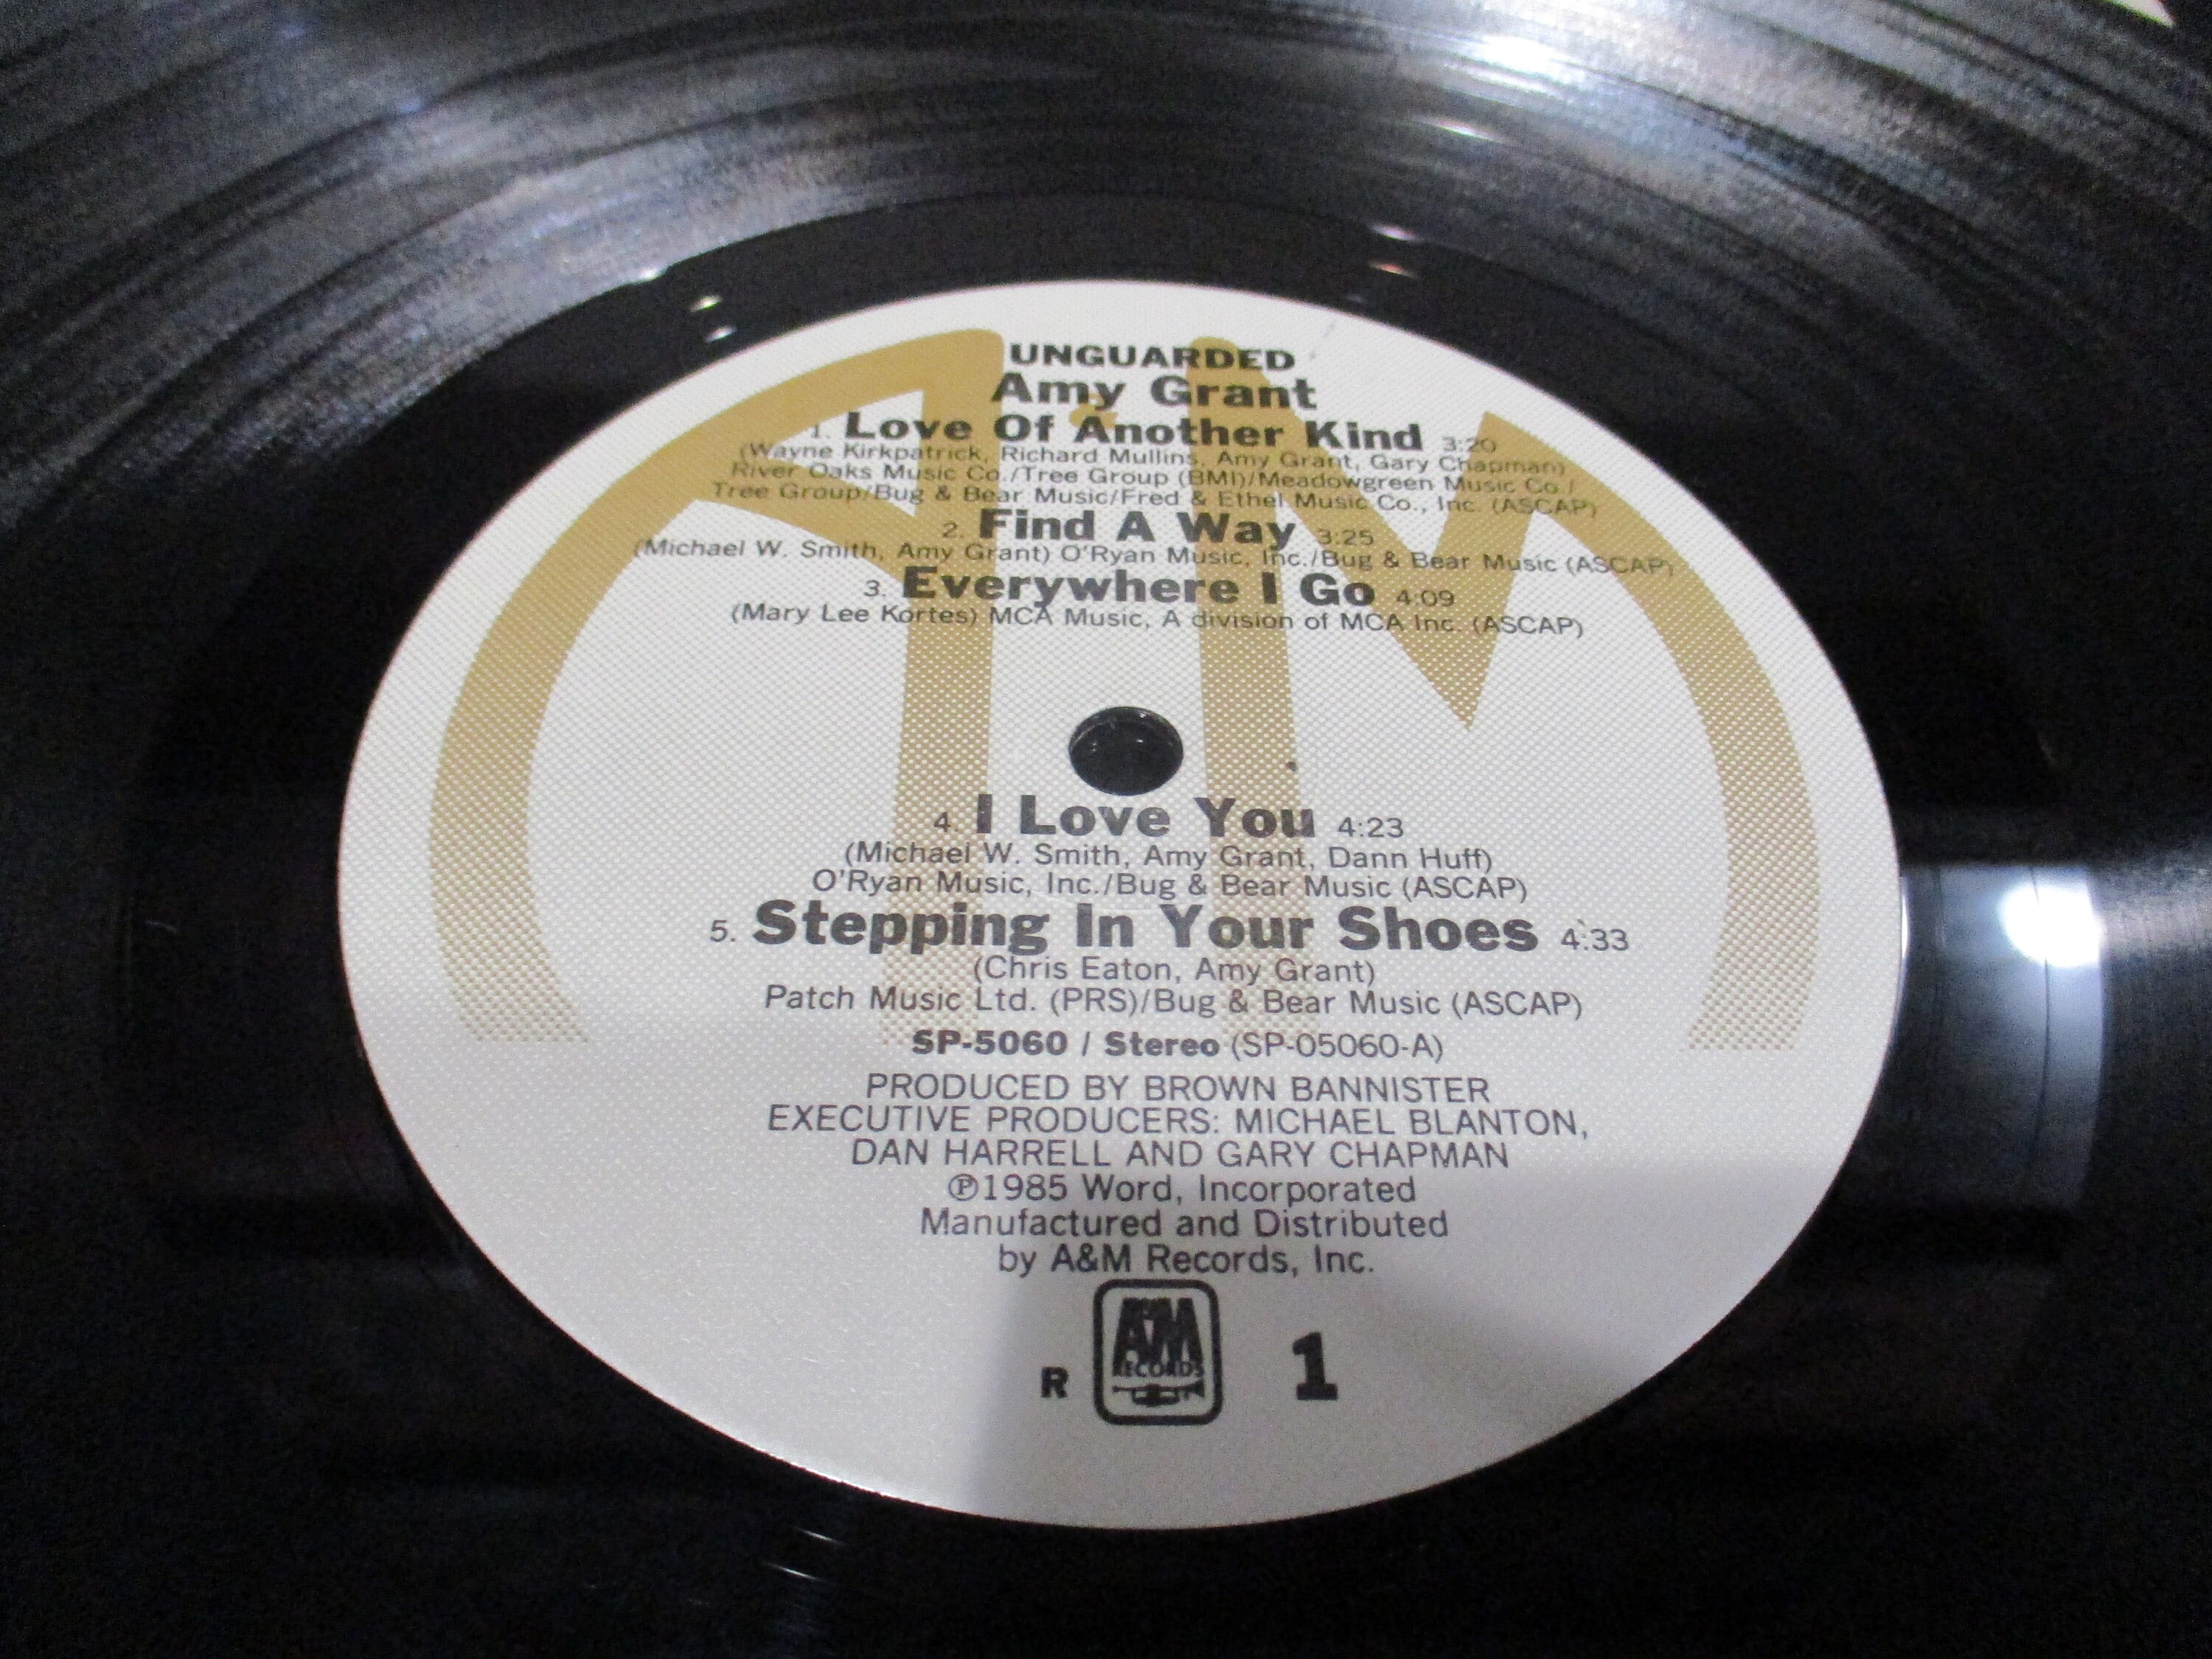 UNGUARDED
Amy Grant
1. Love Of Another Kind 3:20
(Wayne Kirkpatrick, Richard Mullins, Amy Grant, Gary Chapman)
River Oaks Music Co./Tree Group (BMI)/Meadowgreen Music Co./
Tree Group/Bug & Bear Music/Fred & Ethel Music Co., Inc. (ASCAP)
2. Find A Way 3:25
(Michael W. Smith, Amy Grant) O'Ryan Music, Inc./Bug & Bear Music (ASCAP)
3. Everywhere I Go 4:09
(Mary Lee Kortes) MCA Music, A division of MCA Inc. (ASCAP)
4. I Love You 4:23
(Michael W. Smith, Amy Grant, Dann Huff)
O'Ryan Music, Inc./Bug & Bear Music (ASCAP)
5. Stepping In Your Shoes 4:33
(Chris Eaton, Amy Grant)
Patch Music Ltd. (PRS)/Bug & Bear Music (ASCAP)
SP-5060 / Stereo (SP-05060-A)
PRODUCED BY BROWN BANNISTER
EXECUTIVE PRODUCERS: MICHAEL BLANTON,
DAN HARRELL AND GARY CHAPMAN
℗1985 Word, Incorporated
Manufactured and Distributed
by A&M Records, Inc.
R A&M RECORDS 1